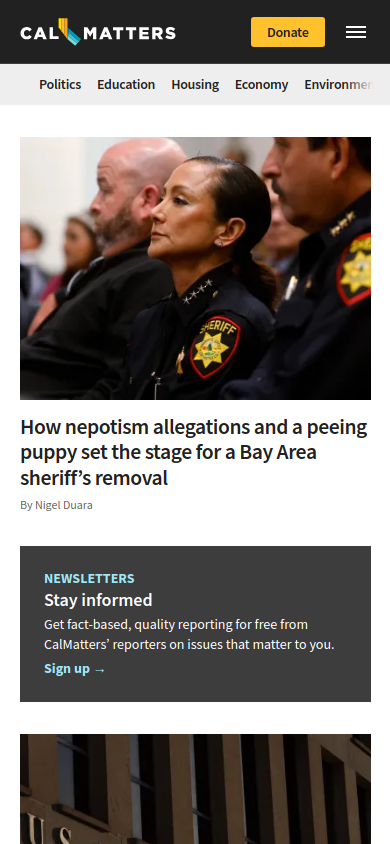 CALMATTERS
Donate
Politics Education Housing Economy Environmen
SHERIFF
How nepotism allegations and a peeing
puppy set the stage for a Bay Area
sheriff’s removal
By Nigel Duara
NEWSLETTERS
Stay informed
Get fact-based, quality reporting for free from
CalMatters’ reporters on issues that matter to you.
Sign up →
U S